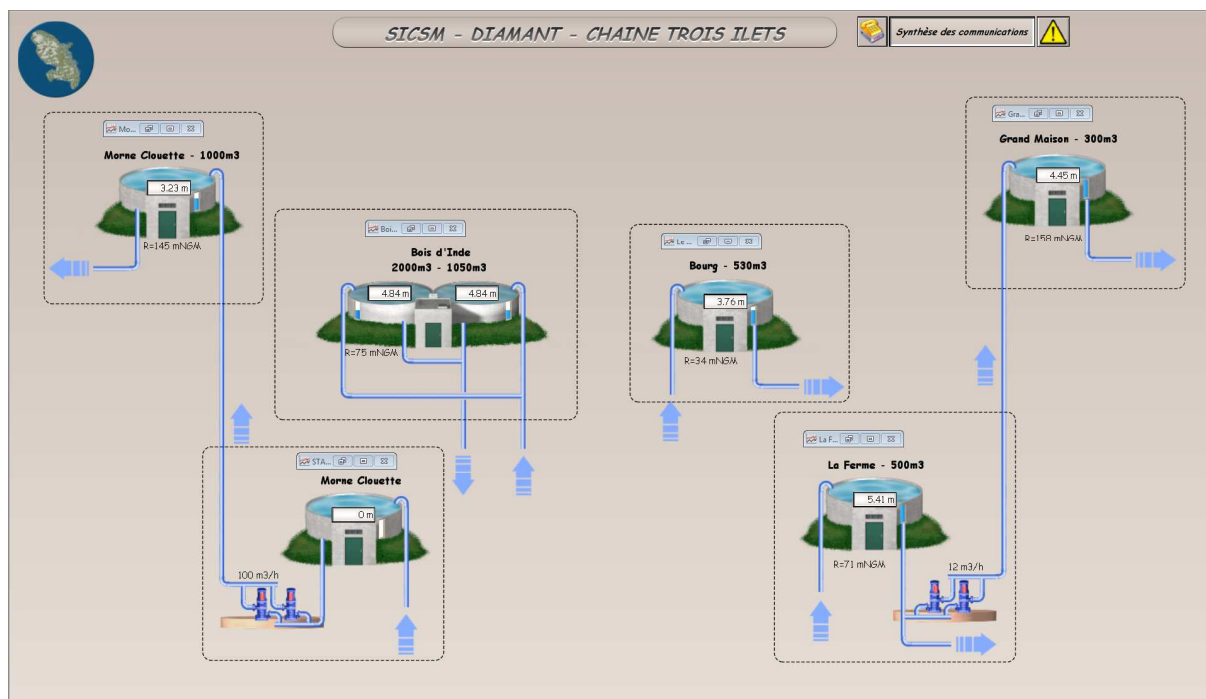 SICSM - DIAMANT - CHAINE TROIS ILETS
Synthèse des communications
Mo...
Morne Clouette - 1000m3
3.23 m
R=145 mNGM
Boi...
Bois d'Inde
2000m3 - 1050m3
4.84 m
4.84 m
R=75 mNGM
Le ...
Bourg - 530m3
3.76 m
R=34 mNGM
Gra...
Grand Maison - 300m3
4.45 m
R=158 mNGM
STA...
Morne Clouette
0 m
100 m3/h
La F...
La Ferme - 500m3
5.41 m
R=71 mNGM
12 m3/h